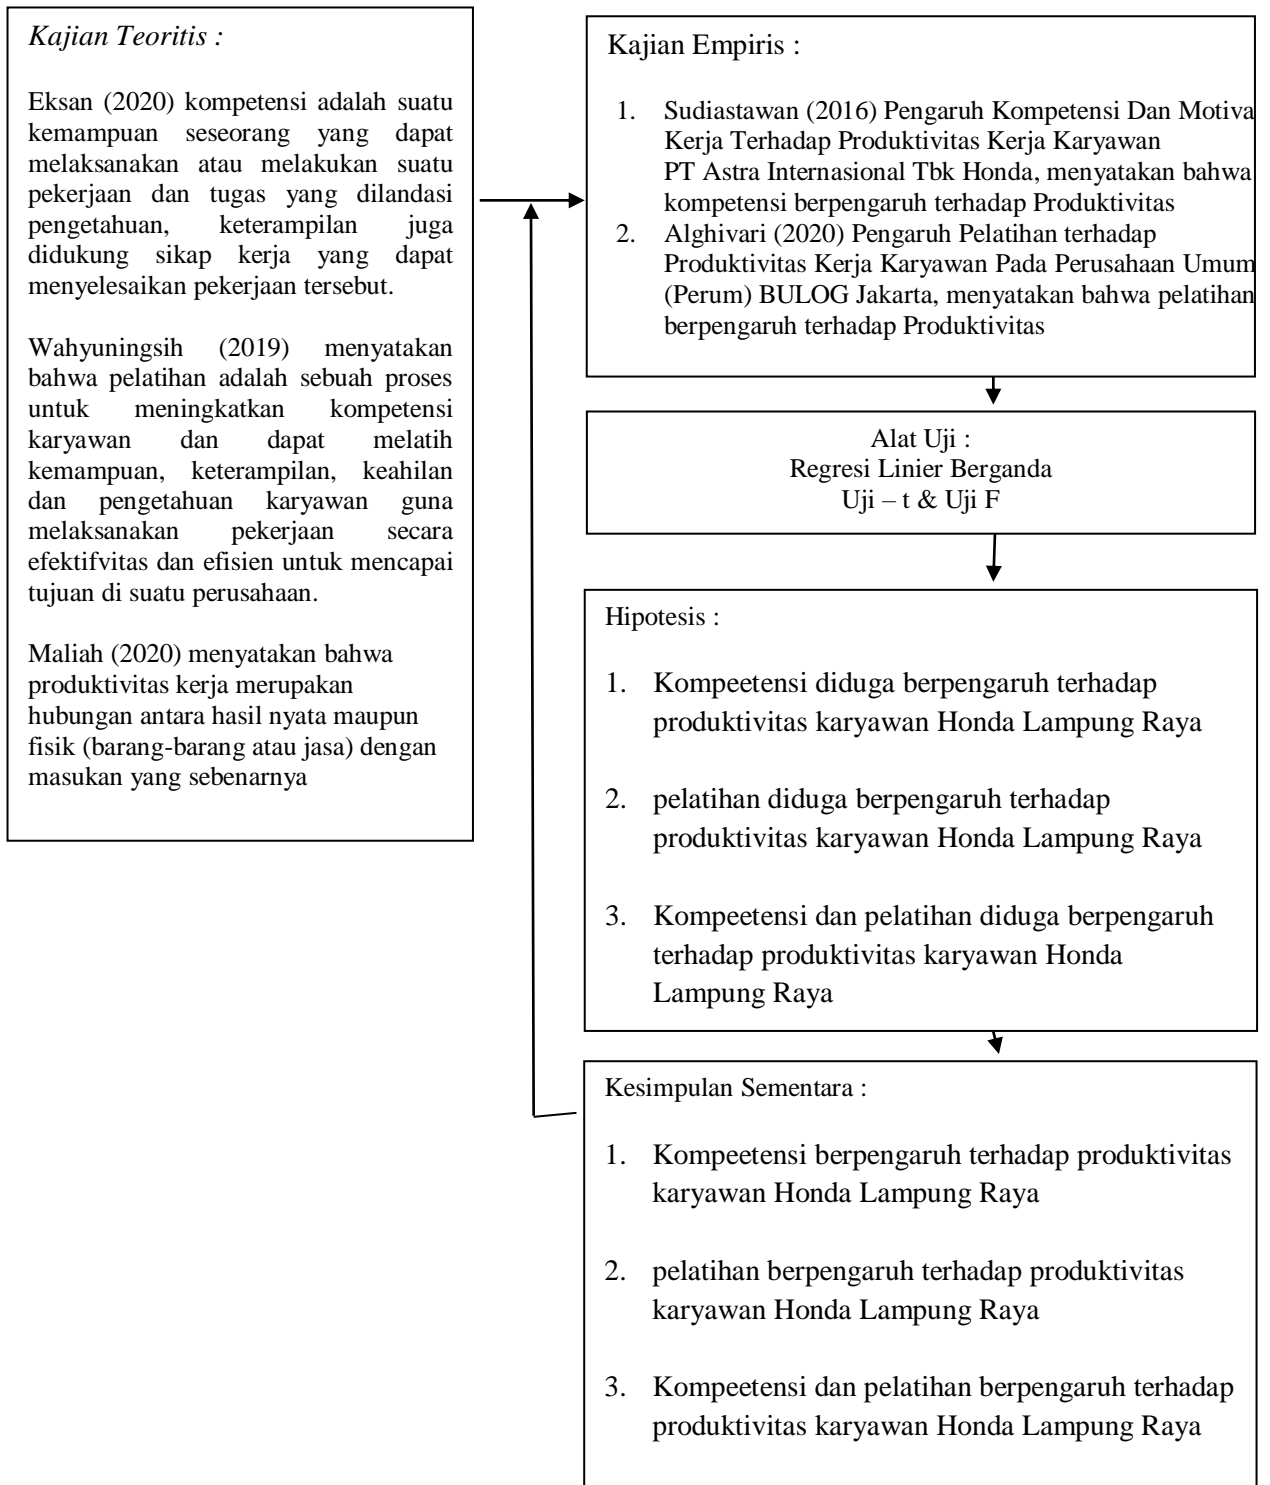 Kajian Teoritis :
Eksan (2020) kompetensi adalah suatu
kemampuan seseorang yang dapat
melaksanakan atau melakukan suatu
pekerjaan dan tugas yang dilandasi
pengetahuan, keterampilan juga
didukung sikap kerja yang dapat
menyelesaikan pekerjaan tersebut.
Wahyuningsih (2019) menyatakan
bahwa pelatihan adalah sebuah proses
untuk meningkatkan kompetensi
karyawan dan dapat melatih
kemampuan, keterampilan, keahilan
dan pengetahuan karyawan guna
melaksanakan pekerjaan secara
efektifvitas dan efisien untuk mencapai
tujuan di suatu perusahaan.
Maliah (2020) menyatakan bahwa
produktivitas kerja merupakan
hubungan antara hasil nyata maupun
fisik (barang-barang atau jasa) dengan
masukan yang sebenarnya
Kajian Empiris :
1. Sudiastawan (2016) Pengaruh Kompetensi Dan Motiva
Kerja Terhadap Produktivitas Kerja Karyawan
PT Astra Internasional Tbk Honda, menyatakan bahwa
kompetensi berpengaruh terhadap Produktivitas
2. Alghivari (2020) Pengaruh Pelatihan terhadap
Produktivitas Kerja Karyawan Pada Perusahaan Umum
(Perum) BULOG Jakarta, menyatakan bahwa pelatihan
berpengaruh terhadap Produktivitas
Alat Uji :
Regresi Linier Berganda
Uji – t & Uji F
Hipotesis :
1. Kompeetensi diduga berpengaruh terhadap
produktivitas karyawan Honda Lampung Raya
2. pelatihan diduga berpengaruh terhadap
produktivitas karyawan Honda Lampung Raya
3. Kompeetensi dan pelatihan diduga berpengaruh
terhadap produktivitas karyawan Honda
Lampung Raya
Kesimpulan Sementara :
1. Kompeetensi berpengaruh terhadap produktivitas
karyawan Honda Lampung Raya
2. pelatihan berpengaruh terhadap produktivitas
karyawan Honda Lampung Raya
3. Kompeetensi dan pelatihan berpengaruh terhadap
produktivitas karyawan Honda Lampung Raya